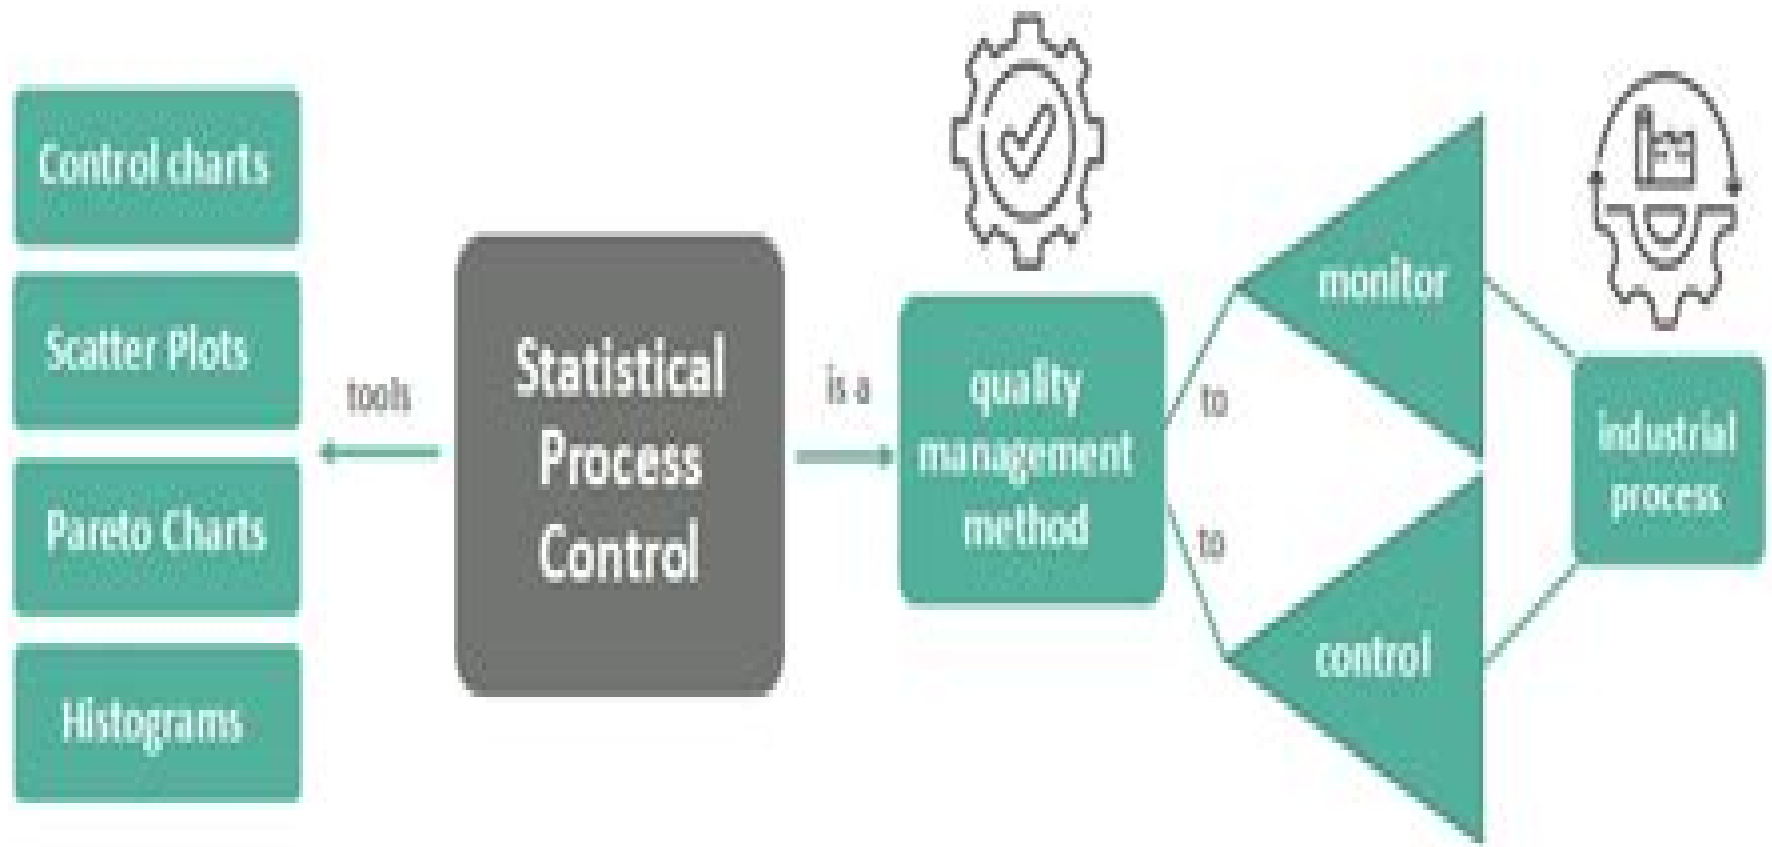 Control charts
Scatter Plots
Pareto Charts
Histograms
tools
Statistical
Process
Control
is a
quality
management
method
to
to
monitor
control
industrial
process